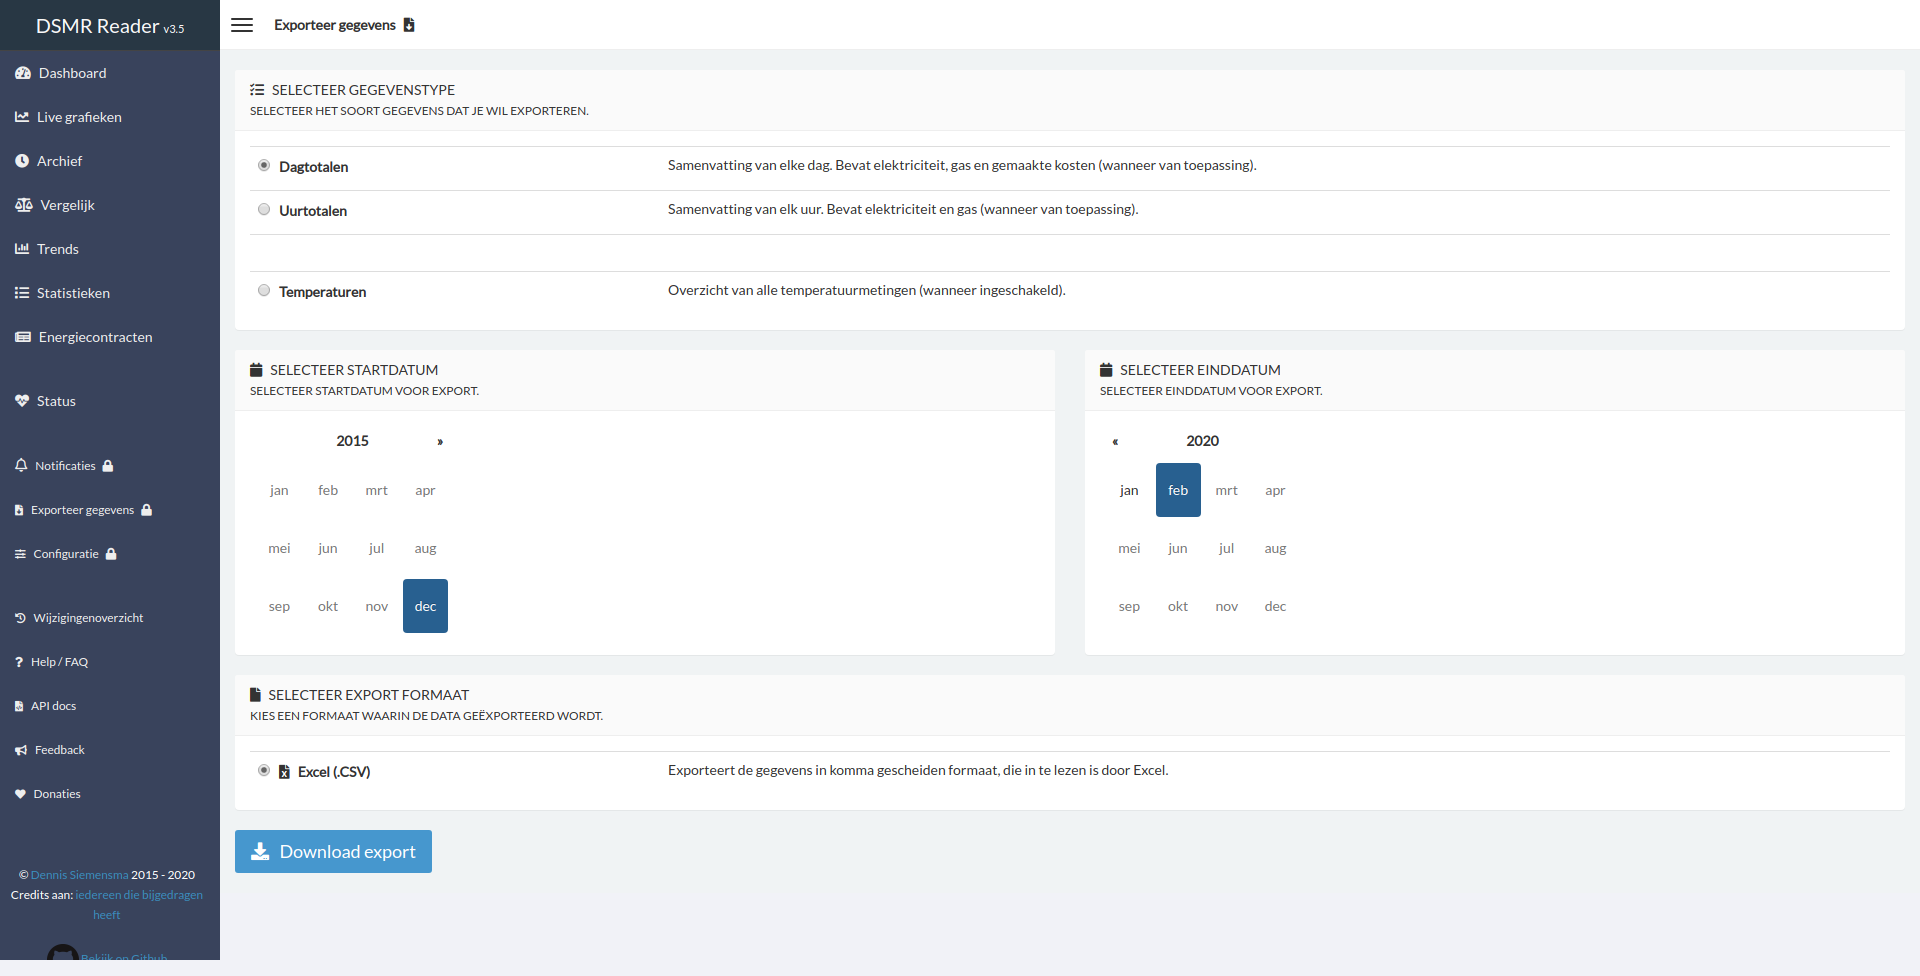 DSMR Reader v3.5
Dashboard
Live grafieken
Archief
Vergelijk
Trends
Statistieken
Energiecontracten
Status
Notificaties
Exporteer gegevens
Configuratie
Wijzigingenoverzicht
Help / FAQ
API docs
Feedback
Donaties
© Dennis Siemensma 2015 - 2020
Credits aan: iedereen die bijgedragen
heeft
Bekijk op Github
Exporteer gegevens
SELECTEER GEGEVENSTYPE
SELECTEER HET SOORT GEGEVENS DAT JE WIL EXPORTEREN.
Dagtotalen Samenvatting van elke dag. Bevat elektriciteit, gas en gemaakte kosten (wanneer van toepassing).
Uurtotalen Samenvatting van elk uur. Bevat elektriciteit en gas (wanneer van toepassing).
Temperaturen Overzicht van alle temperatuurmetingen (wanneer ingeschakeld).
SELECTEER STARTDATUM
SELECTEER STARTDATUM VOOR EXPORT.
2015 »
jan feb mrt apr
mei jun jul aug
sep okt nov dec
SELECTEER EINDDATUM
SELECTEER EINDDATUM VOOR EXPORT.
« 2020
jan feb mrt apr
mei jun jul aug
sep okt nov dec
SELECTEER EXPORT FORMAAT
KIES EEN FORMAAT WAARIN DE DATA GEËXPORTEERD WORDT.
Excel (.CSV) Exporteert de gegevens in komma gescheiden formaat, die in te lezen is door Excel.
Download export